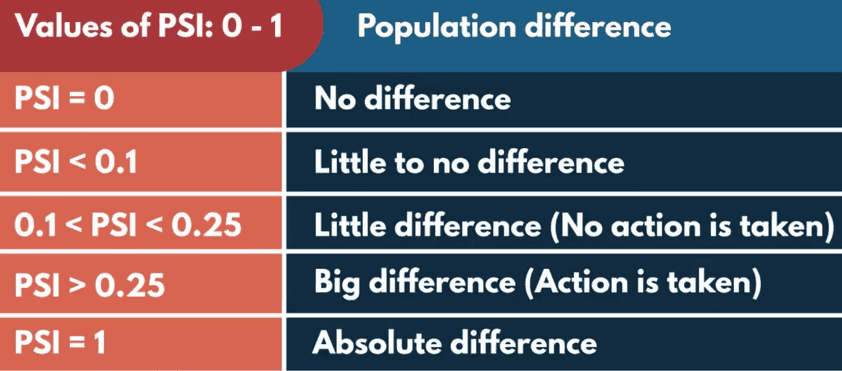 Values of PSI: 0 - 1 Population difference
PSI = 0 No difference
PSI < 0.1 Little to no difference
0.1 < PSI < 0.25 Little difference (No action is taken)
PSI > 0.25 Big difference (Action is taken)
PSI = 1 Absolute difference